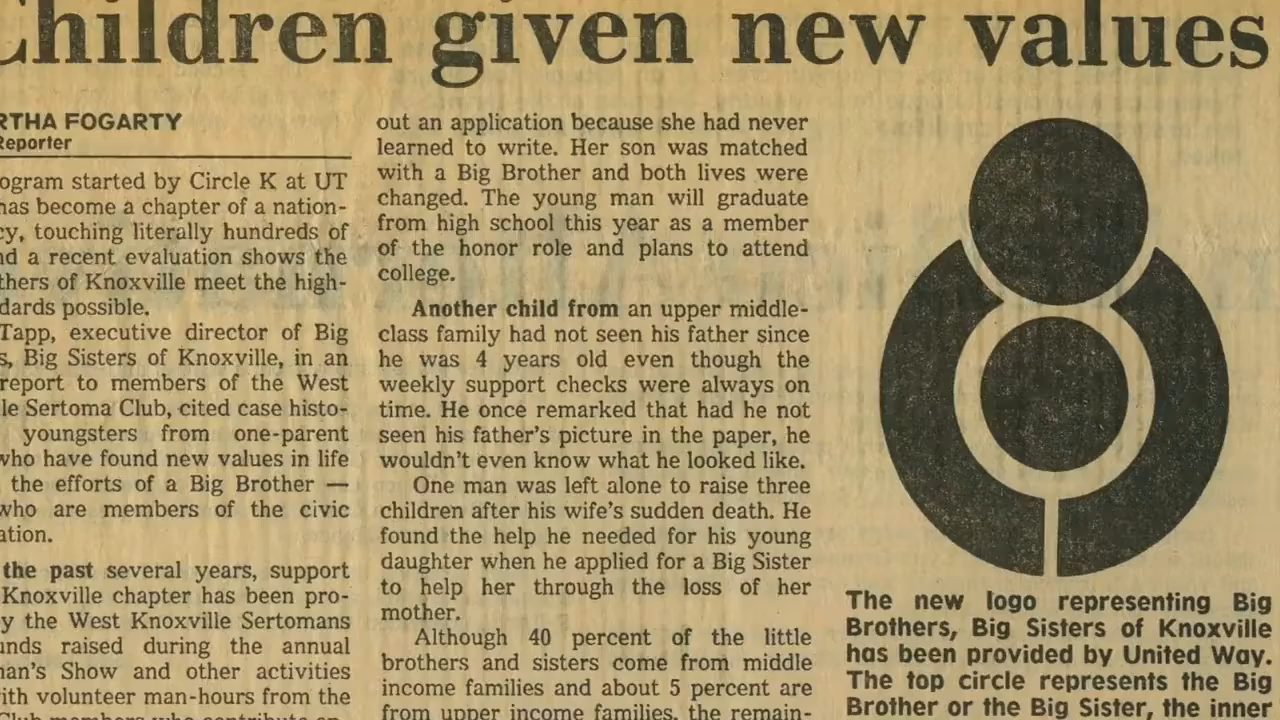 Children given new values
RTHA FOGARTY
Reporter
ogram started by Circle K at UT
has become a chapter of a nation-
cy, touching literally hundreds of
nd a recent evaluation shows the
thers of Knoxville meet the high-
dards possible.
Tapp, executive director of Big
s, Big Sisters of Knoxville, in an
report to members of the West
le Sertoma Club, cited case histo-
youngsters from one-parent
who have found new values in life
the efforts of a Big Brother —
who are members of the civic
ation.
the past several years, support
Knoxville chapter has been pro-
y the West Knoxville Sertomans
unds raised during the annual
man's Show and other activities
ith volunteer man-hours from the
Club members who contribute
out an application because she had never
learned to write. Her son was matched
with a Big Brother and both lives were
changed. The young man will graduate
from high school this year as a member
of the honor role and plans to attend
college.
Another child from an upper middle-
class family had not seen his father since
he was 4 years old even though the
weekly support checks were always on
time. He once remarked that had he not
seen his father's picture in the paper, he
wouldn't even know what he looked like.
One man was left alone to raise three
children after his wife's sudden death. He
found the help he needed for his young
daughter when he applied for a Big Sister
to help her through the loss of her
mother.
Although 40 percent of the little
brothers and sisters come from middle
income families and about 5 percent are
from upper income families, the remain-
The new logo representing Big
Brothers, Big Sisters of Knoxville
has been provided by United Way.
The top circle represents the Big
Brother or the Big Sister, the inner